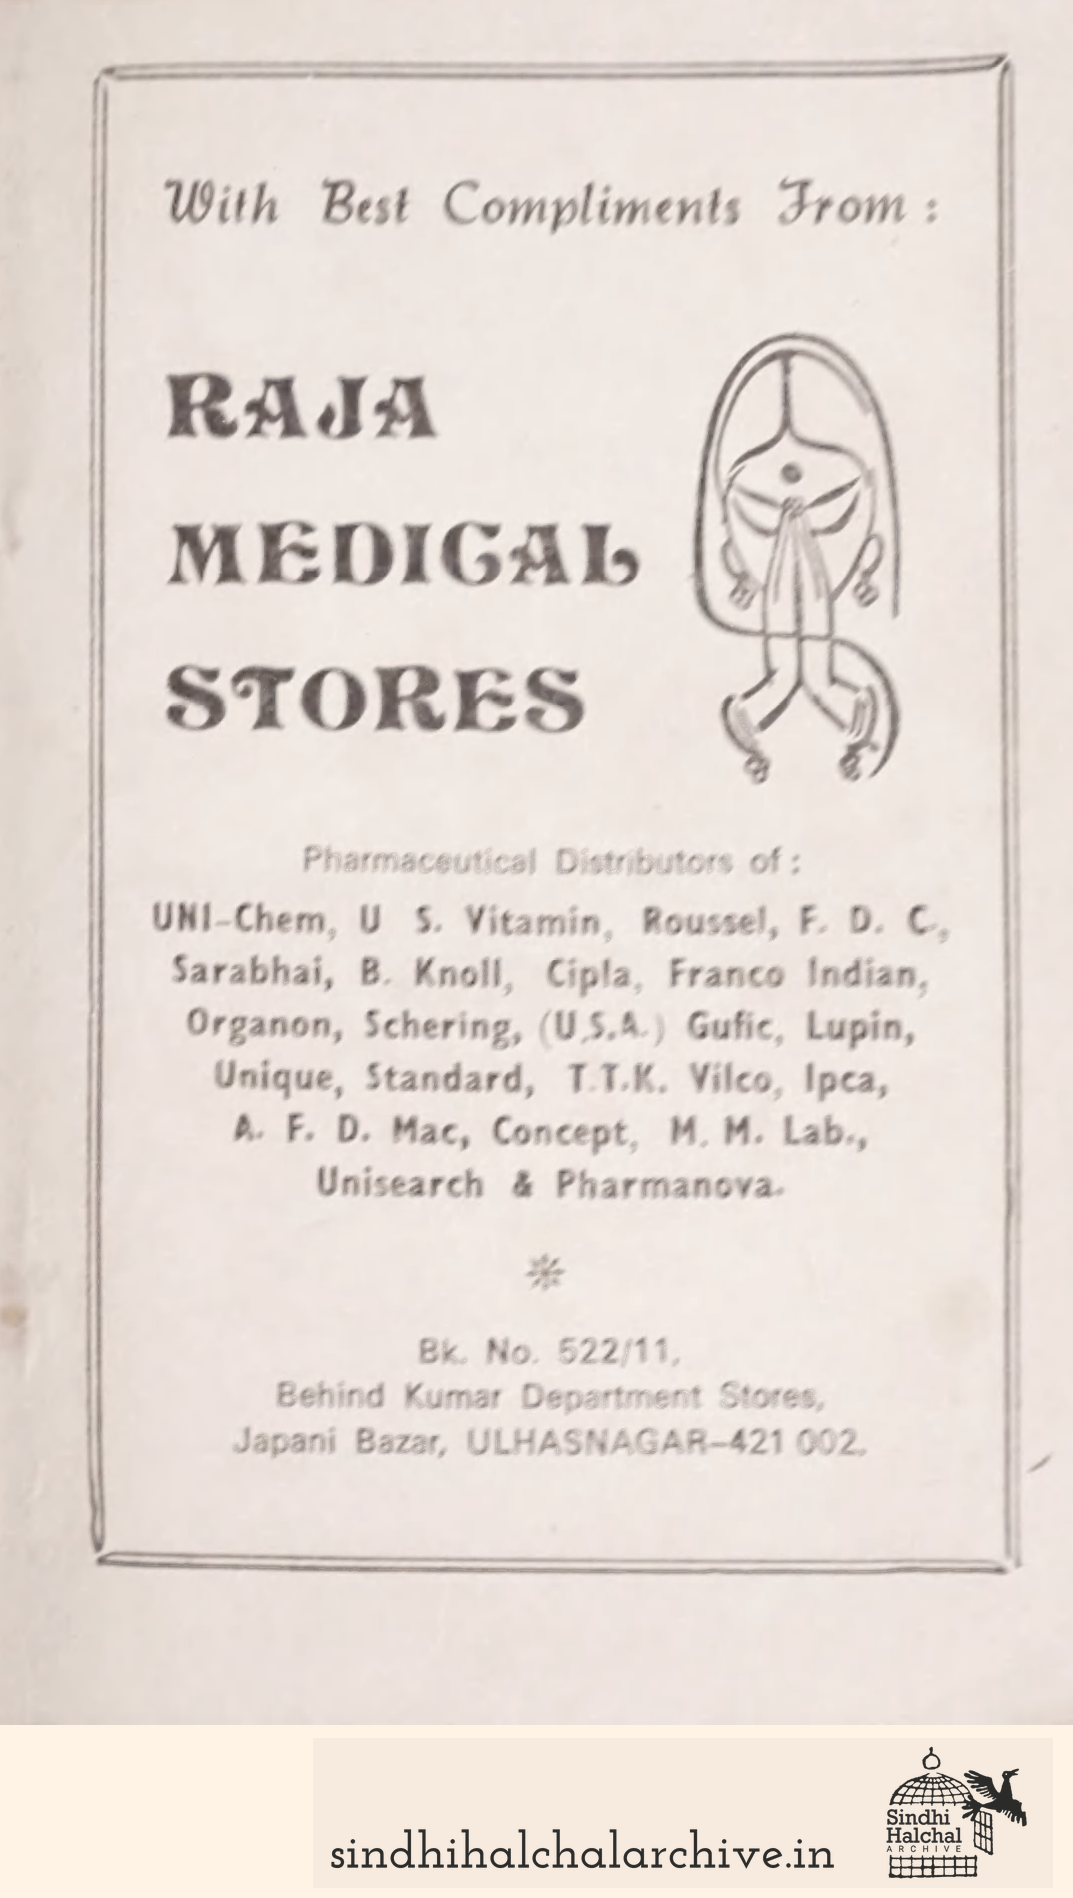 With Best Compliments From :
RAJA
MEDICAL
STORES
Pharmaceutical Distributors of :
UNI-Chem, U S. Vitamin, Roussel, F. D. C.,
Sarabhai, B. Knoll, Cipla, Franco Indian,
Organon, Schering, (U.S.A.) Gufic, Lupin,
Unique, Standard, T.T.K. Vilco, Ipca,
A. F. D. Mac, Concept, M. M. Lab.,
Unisearch & Pharmanova.
Bk. No. 522/11,
Behind Kumar Department Stores,
Japani Bazar, ULHASNAGAR-421 002.
sindhihalchalarchive.in
Sindhi
Halchal
ARCHIVE